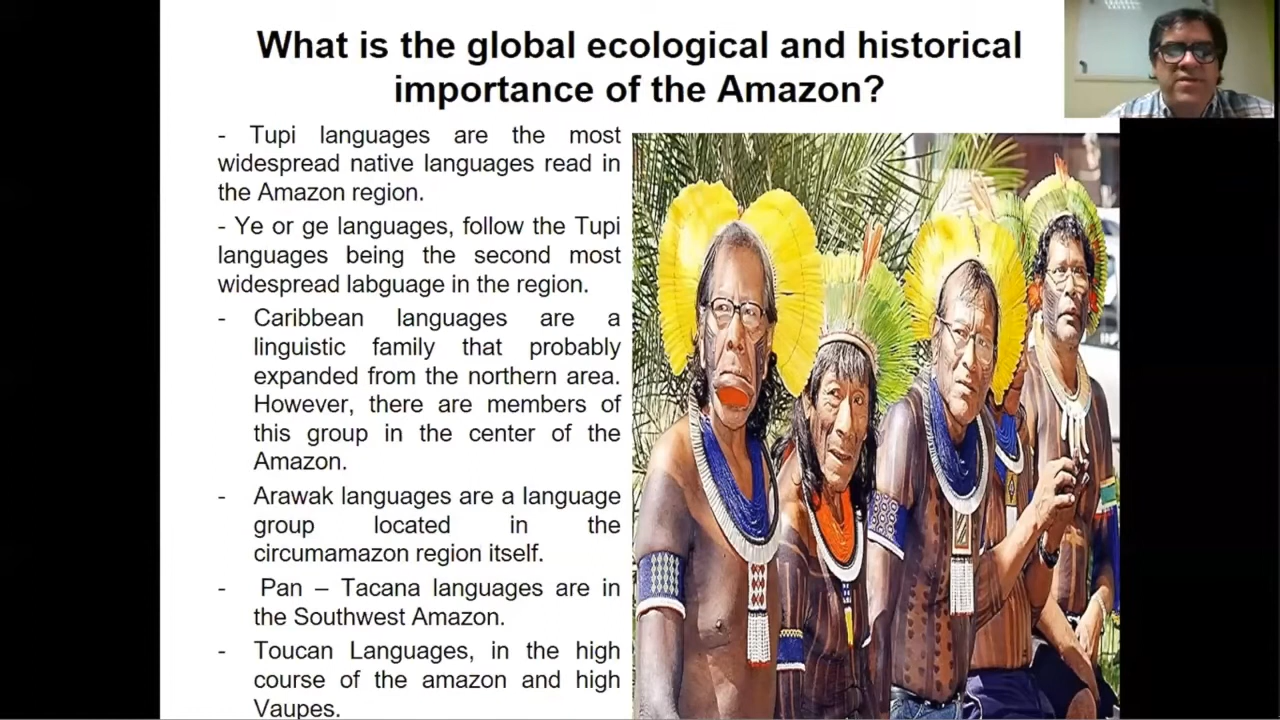 What is the global ecological and historical
importance of the Amazon?
- Tupi languages are the most
widespread native languages read in
the Amazon region.
- Ye or ge languages, follow the Tupi
languages being the second most
widespread labguage in the region.
- Caribbean languages are a
linguistic family that probably
expanded from the northern area.
However, there are members of
this group in the center of the
Amazon.
- Arawak languages are a language
group located in the
circumamazon region itself.
- Pan – Tacana languages are in
the Southwest Amazon.
- Toucan Languages, in the high
course of the amazon and high
Vaupes.